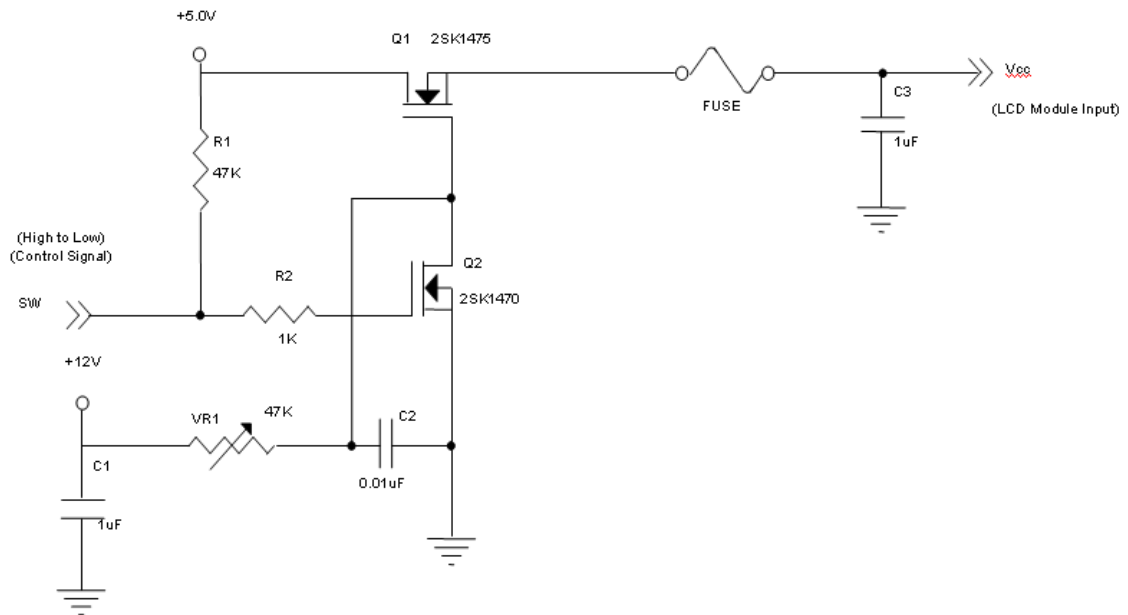 +5.0V
Q1 2SK1475
Vcc
C3
FUSE
(LCD Module Input)
R1
1uF
47K
(High to Low)
(Control Signal)
R2
Q2
SW
2SK1470
1K
+12V
47K
VR1
C2
C1
0.01uF
1uF